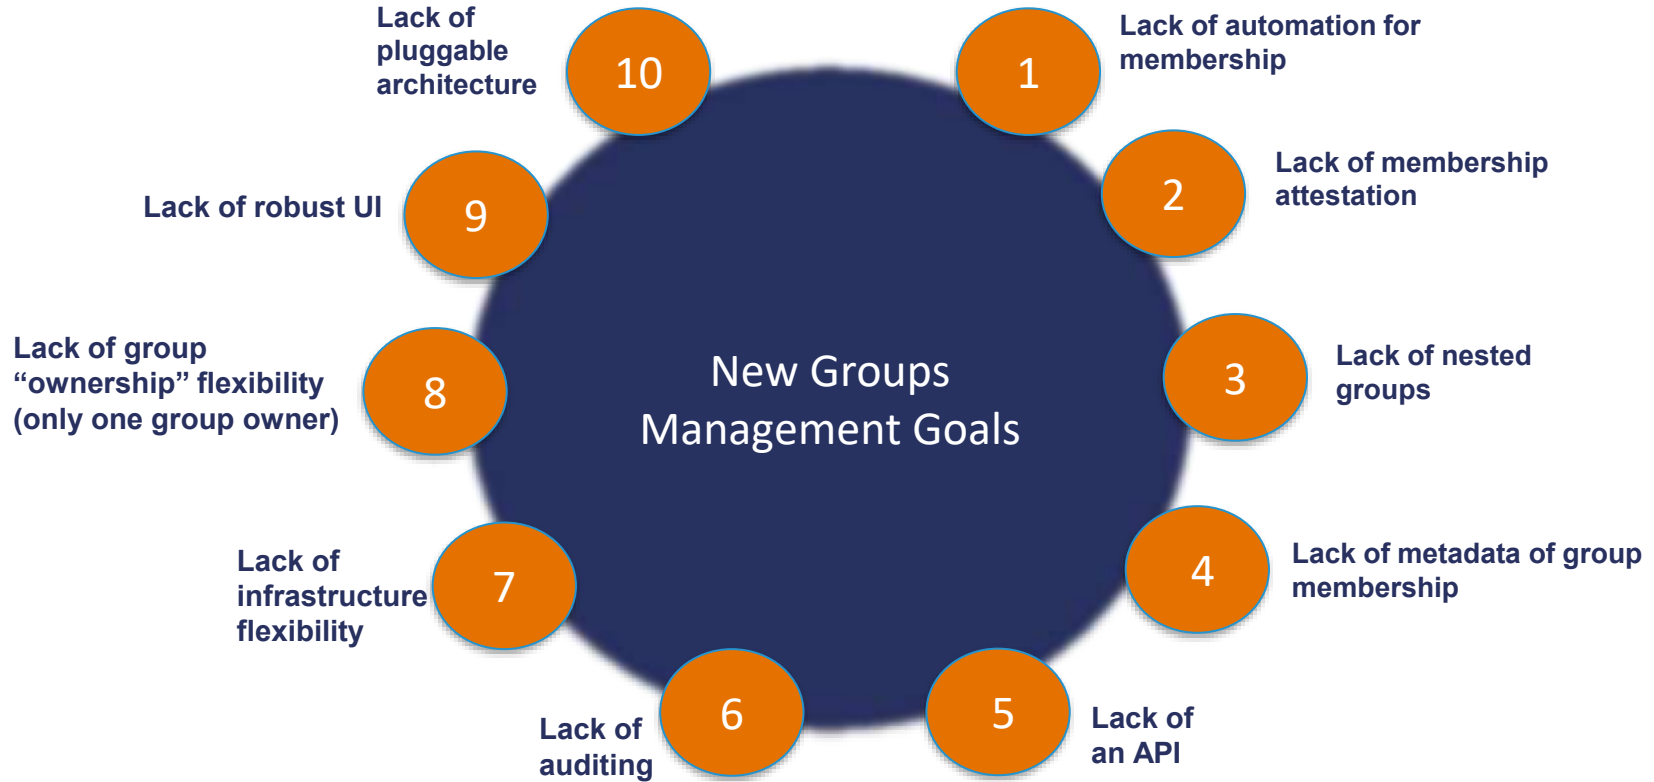 New Groups
Management Goals
1
Lack of automation for
membership
2
Lack of membership
attestation
3
Lack of nested
groups
4
Lack of metadata of group
membership
5
Lack of
an API
6
Lack of
auditing
7
Lack of
infrastructure
flexibility
8
Lack of group
“ownership” flexibility
(only one group owner)
9
Lack of robust UI
10
Lack of
pluggable
architecture